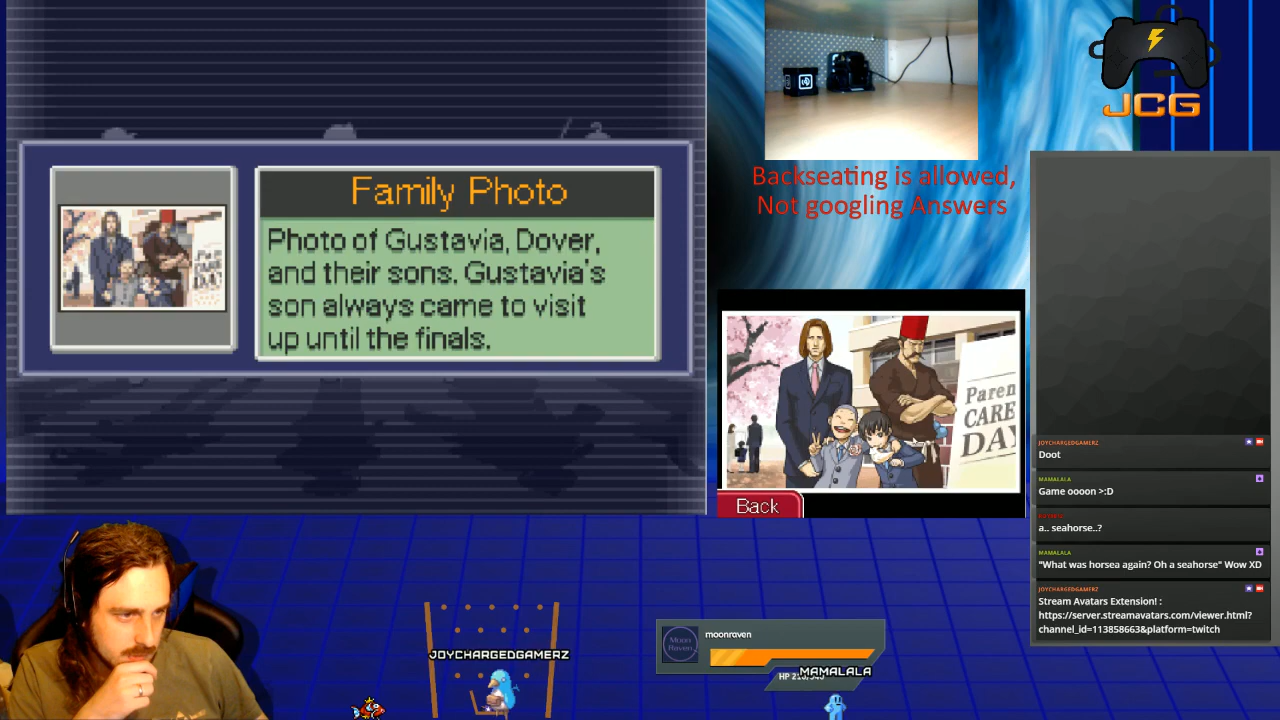 Family Photo
Photo of Gustavia, Dover,
and their sons. Gustavia's
son always came to visit
up until the finals.
JCG
Backseating is allowed,
Not googling Answers
Paren
CARE
DAY
Back
JOYCHARGEDGAMERZ
Doot
MAMALALA
Game oooon >:D
a.. seahorse..?
MAMALALA
"What was horsea again? Oh a seahorse" Wow XD
JOYCHARGEDGAMERZ
Stream Avatars Extension! :
https://server.streamavatars.com/viewer.html?
channel_id=113858663&platform=twitch
JOYCHARGEDGAMERZ
Moon
Raven
moonraven
HP
MAMALALA